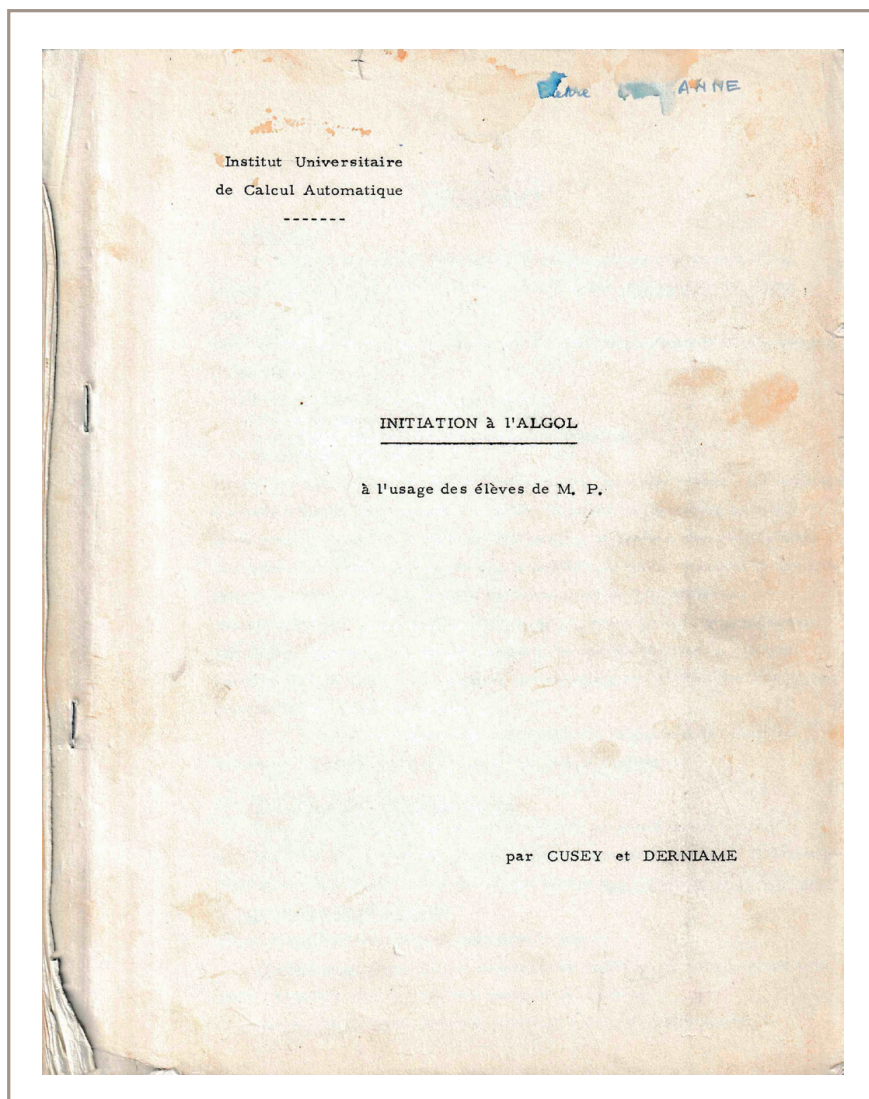 ANNE
Institut Universitaire
de Calcul Automatique
-------
INITIATION à l'ALGOL
à l'usage des élèves de M. P.
par CUSEY et DERNIAME